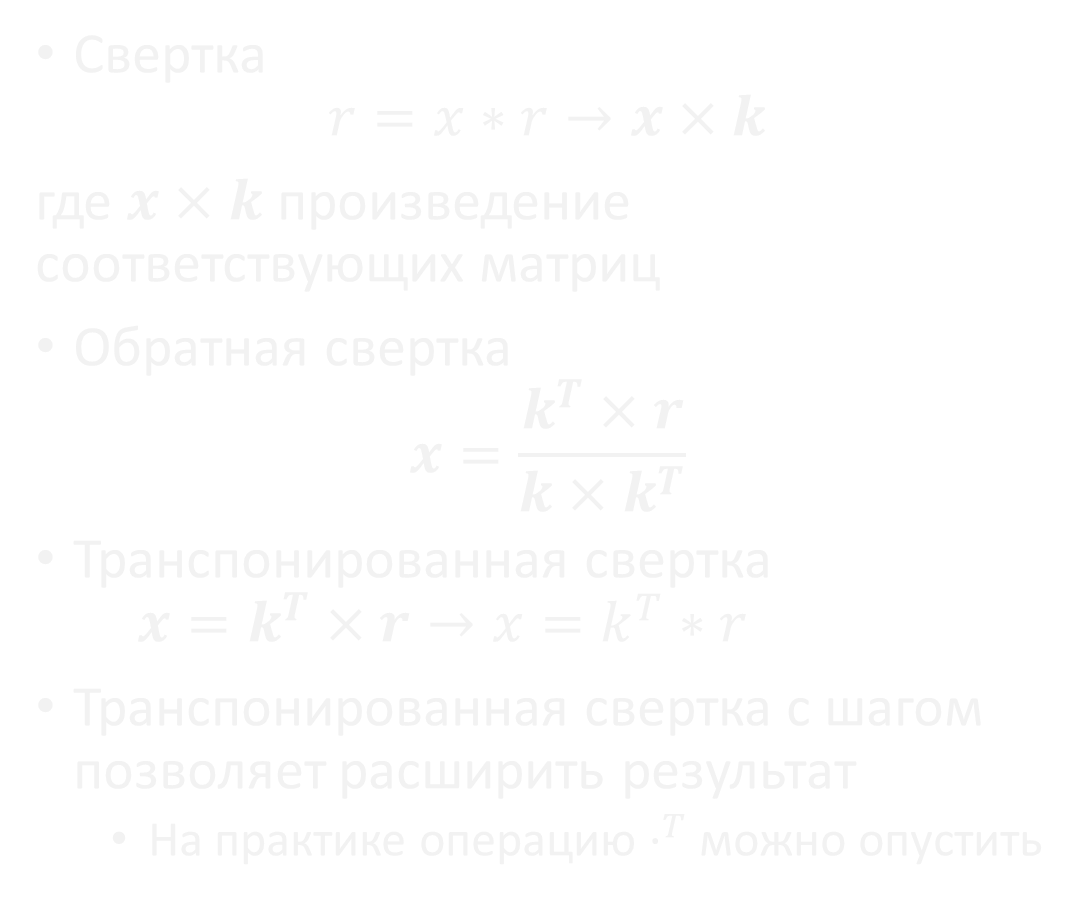 • Свертка
r = x ∗ r → x × k
где x × k произведение
соответствующих матриц
• Обратная свертка
x = (k^T × r) / (k × k^T)
• Транспонированная свертка
x = k^T × r → x = k^T ∗ r
• Транспонированная свертка с шагом
позволяет расширить результат
• На практике операцию ·^T можно опустить